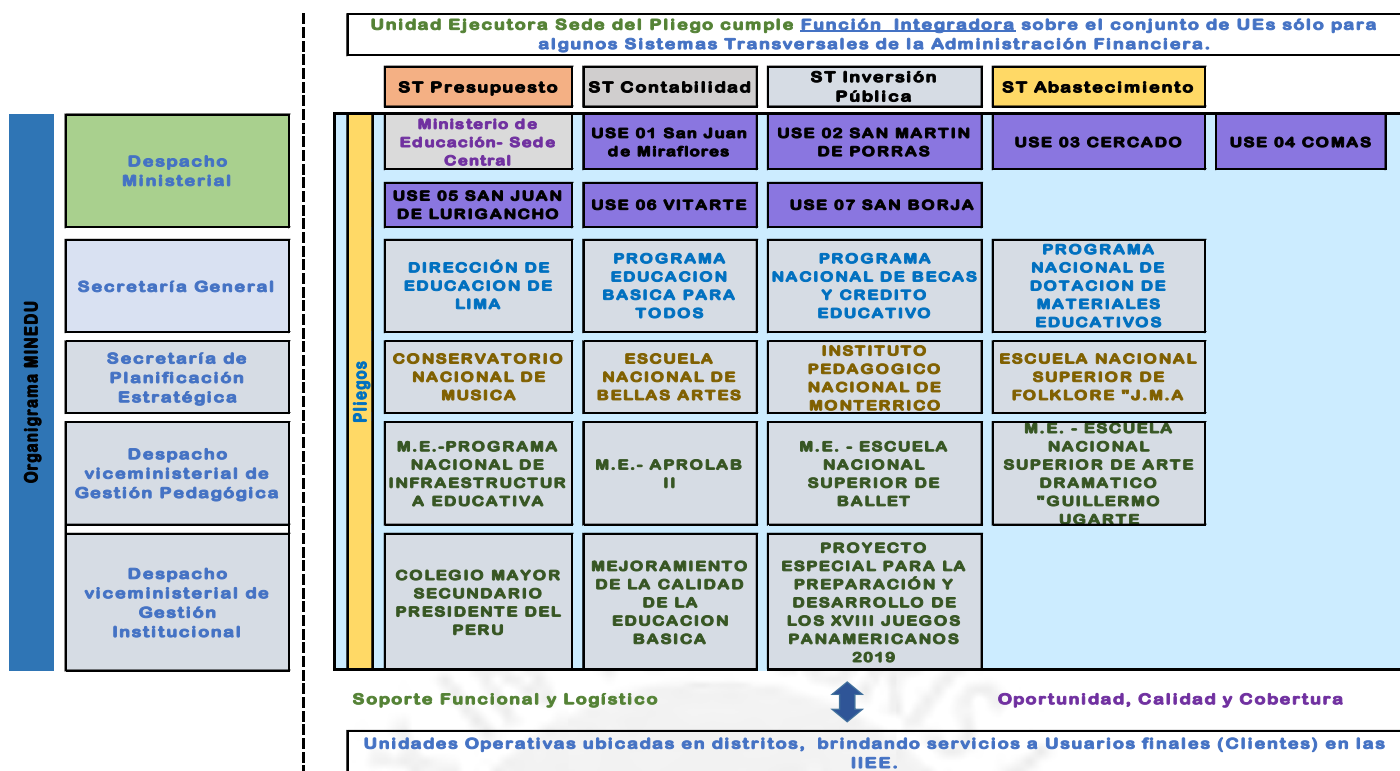 Unidad Ejecutora Sede del Pliego cumple Función Integradora sobre el conjunto de UEs sólo para
algunos Sistemas Transversales de la Administración Financiera.
ST Presupuesto
ST Contabilidad
ST Inversión
Pública
ST Abastecimiento
Organigrama MINEDU
Despacho
Ministerial
Secretaría General
Secretaría de
Planificación
Estratégica
Despacho
viceministerial de
Gestión Pedagógica
Despacho
viceministerial de
Gestión
Institucional
Pliegos
Ministerio de
Educación- Sede
Central
USE 01 San Juan
de Miraflores
USE 02 SAN MARTIN
DE PORRAS
USE 03 CERCADO
USE 04 COMAS
USE 05 SAN JUAN
DE LURIGANCHO
USE 06 VITARTE
USE 07 SAN BORJA
DIRECCIÓN DE
EDUCACION DE
LIMA
PROGRAMA
EDUCACION
BASICA PARA
TODOS
PROGRAMA
NACIONAL DE BECAS
Y CREDITO
EDUCATIVO
PROGRAMA
NACIONAL DE
DOTACION DE
MATERIALES
EDUCATIVOS
CONSERVATORIO
NACIONAL DE
MUSICA
ESCUELA
NACIONAL DE
BELLAS ARTES
INSTITUTO
PEDAGOGICO
NACIONAL DE
MONTERRICO
ESCUELA NACIONAL
SUPERIOR DE
FOLKLORE "J.M.A
M.E.-PROGRAMA
NACIONAL DE
INFRAESTRUCTUR
A EDUCATIVA
M.E.- APROLAB
II
M.E. - ESCUELA
NACIONAL
SUPERIOR DE
BALLET
M.E. - ESCUELA
NACIONAL
SUPERIOR DE ARTE
DRAMATICO
"GUILLERMO
UGARTE
COLEGIO MAYOR
SECUNDARIO
PRESIDENTE DEL
PERU
MEJORAMIENTO
DE LA CALIDAD
DE LA
EDUCACION
BASICA
PROYECTO
ESPECIAL PARA LA
PREPARACIÓN Y
DESARROLLO DE
LOS XVIII JUEGOS
PANAMERICANOS
2019
Soporte Funcional y Logístico
Oportunidad, Calidad y Cobertura
Unidades Operativas ubicadas en distritos, brindando servicios a Usuarios finales (Clientes) en las
IIEE.